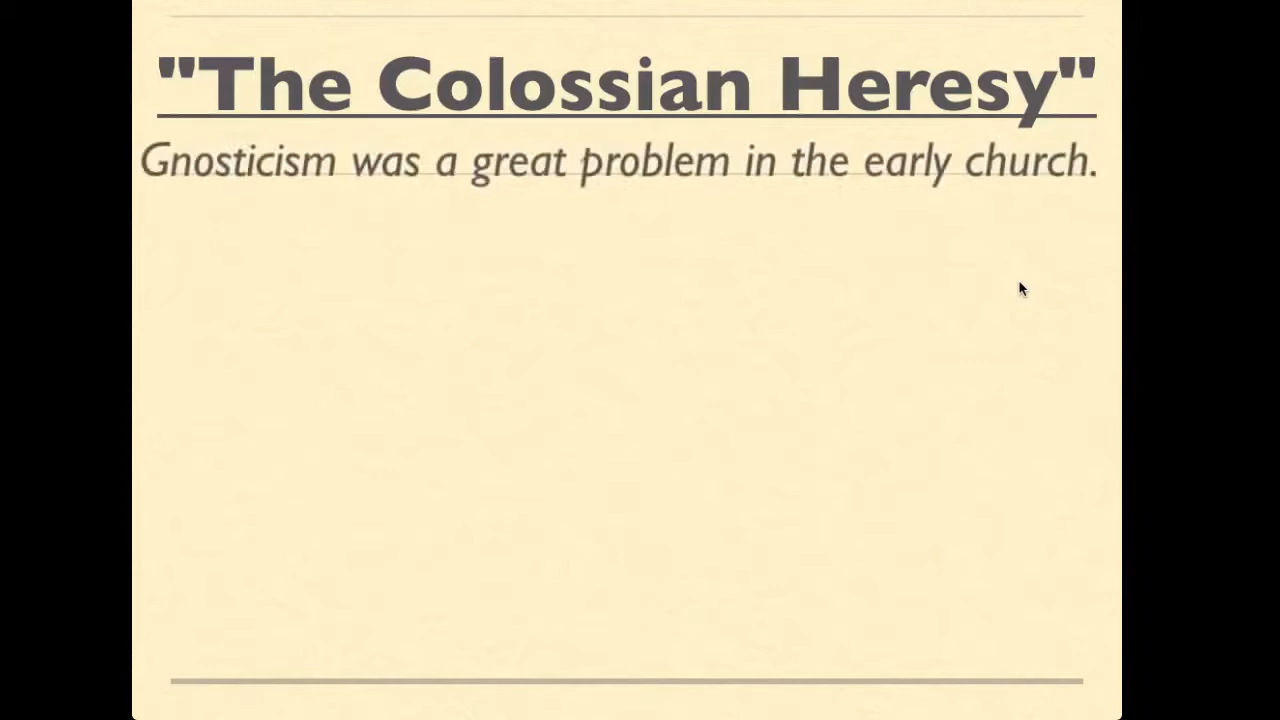 "The Colossian Heresy"
Gnosticism was a great problem in the early church.